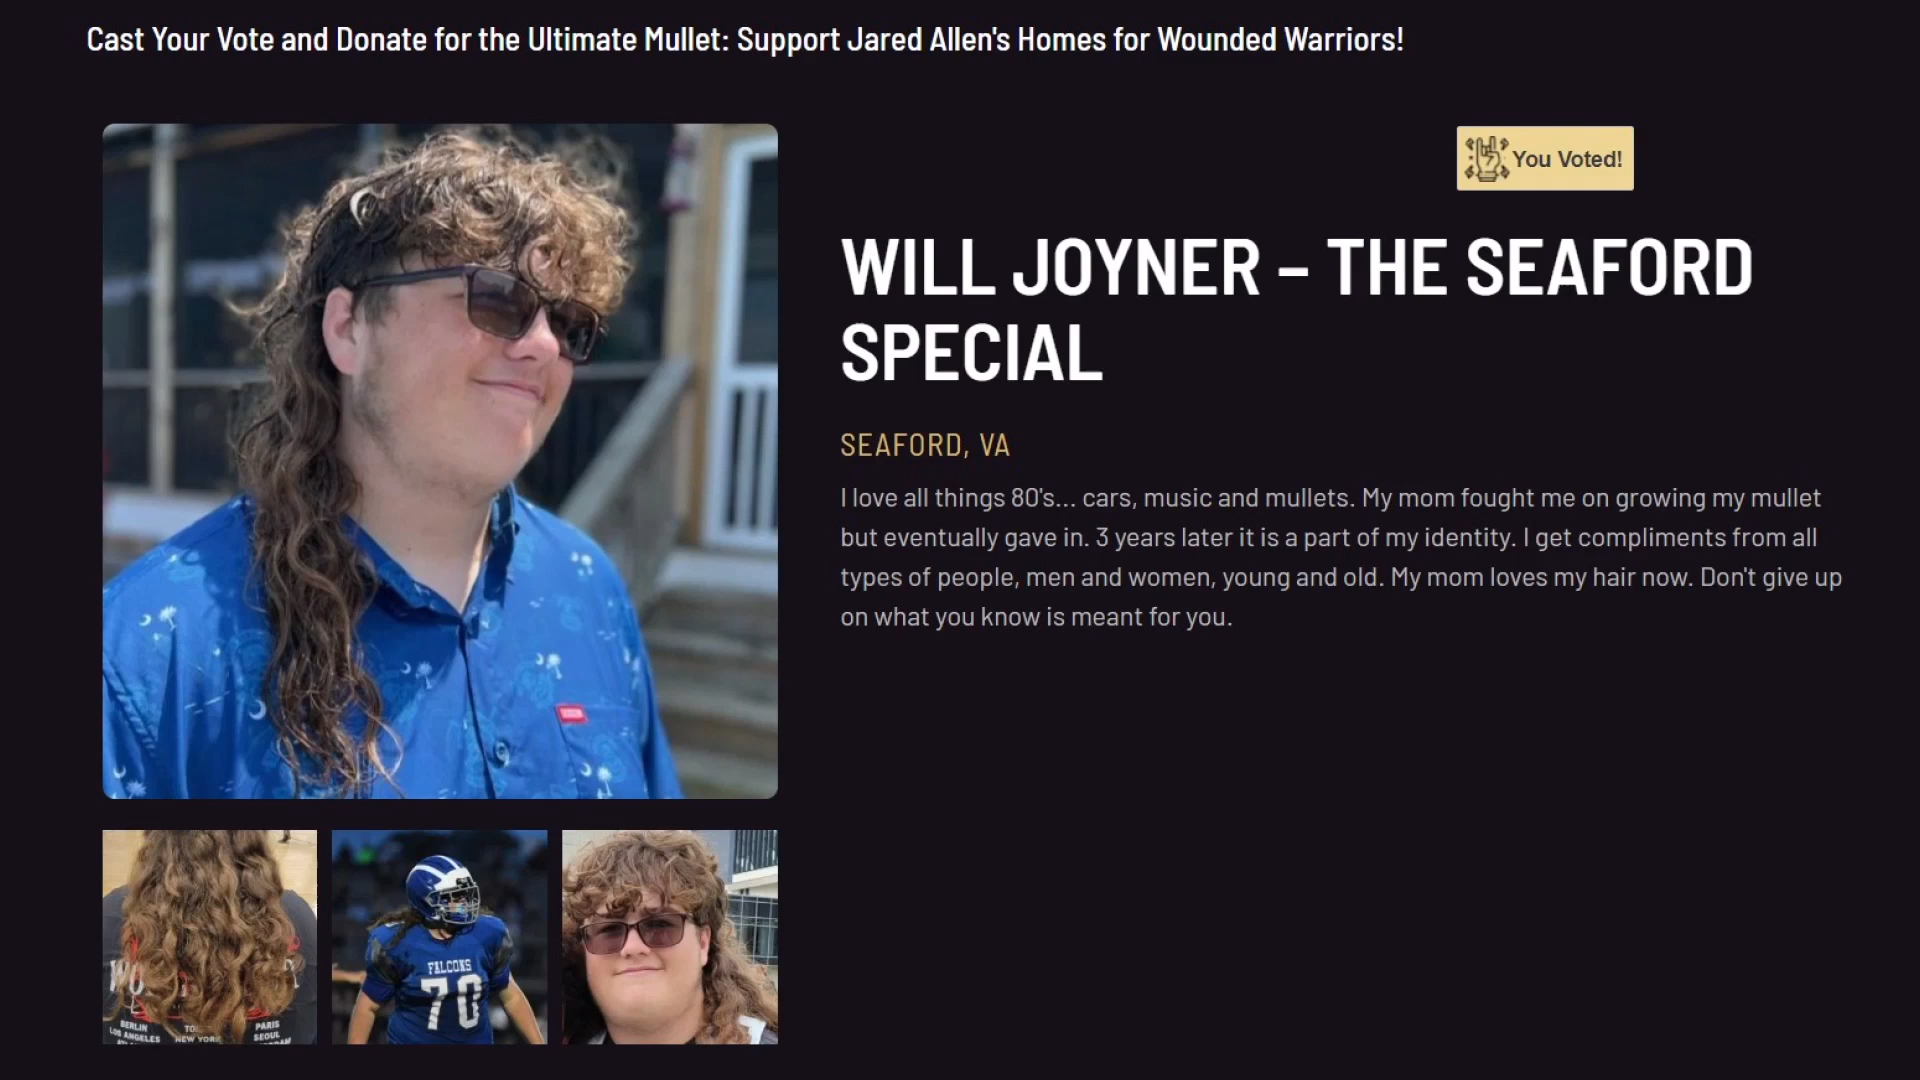 Cast Your Vote and Donate for the Ultimate Mullet: Support Jared Allen's Homes for Wounded Warriors!
You Voted!
WILL JOYNER – THE SEAFORD
SPECIAL
SEAFORD, VA
I love all things 80's... cars, music and mullets. My mom fought me on growing my mullet
but eventually gave in. 3 years later it is a part of my identity. I get compliments from all
types of people, men and women, young and old. My mom loves my hair now. Don't give up
on what you know is meant for you.
BERLIN
LOS ANGELES
NEW YORK
PARIS
SEOUL
FALCONS
70